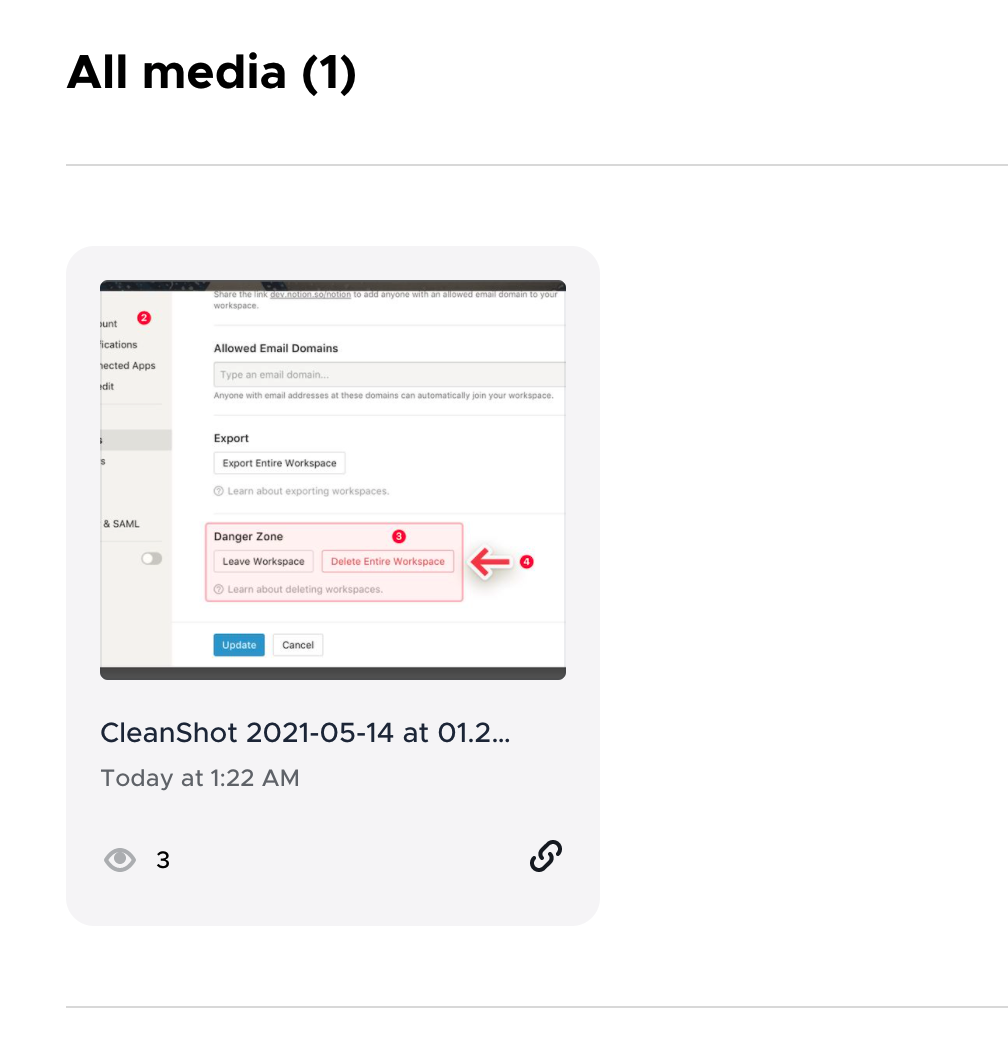 All media (1)
Share the link dev.notion.so/notion to add anyone with an allowed email domain to your
workspace.
ount
2
ifications
nected Apps
edit
Allowed Email Domains
Type an email domain...
Anyone with email addresses at these domains can automatically join your workspace.
s
Export
s
Export Entire Workspace
Learn about exporting workspaces.
& SAML
Danger Zone
3
Leave Workspace
Delete Entire Workspace
4
Learn about deleting workspaces.
Update
Cancel
CleanShot 2021-05-14 at 01.2...
Today at 1:22 AM
3